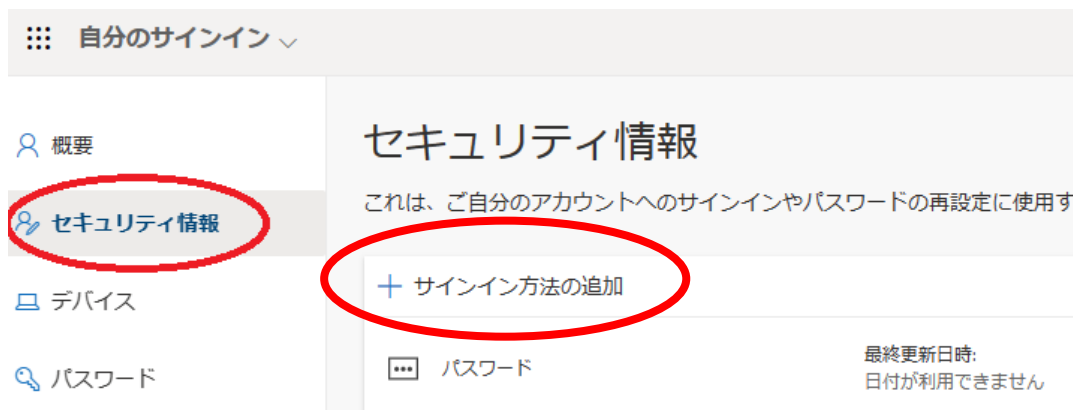 自分のサインイン
概要
セキュリティ情報
デバイス
パスワード
セキュリティ情報
これは、ご自分のアカウントへのサインインやパスワードの再設定に使用す
サインイン方法の追加
パスワード
最終更新日時:
日付が利用できません